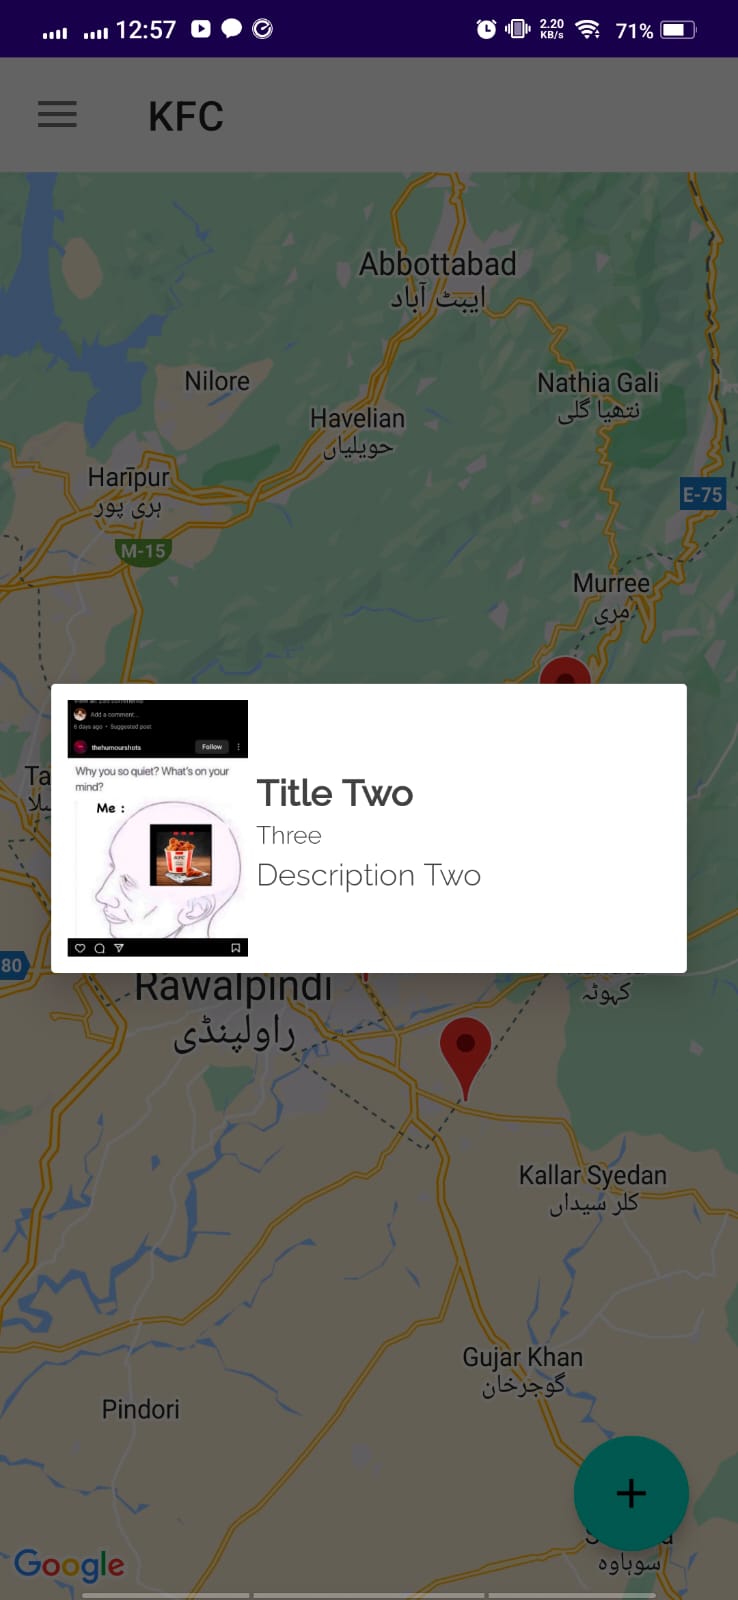 12:57
2.20
KB/s
71%
KFC
Abbottabad
ایبٹ آباد
Nilore
Nathia Gali
نتھیا گلی
Havelian
حویلیاں
Harīpur
ہری پور
E-75
M-15
Murree
مری
Ta
Add a comment...
6 days ago • Suggested post
thehumourshots
Follow
Why you so quiet? What's on your
mind?
Me :
KFC
Title Two
Three
Description Two
80
Rawalpindi
راولپنڈی
کہوٹہ
Kallar Syedan
کلر سیداں
Gujar Khan
گوجرخان
Pindori
سوہاوہ
Google